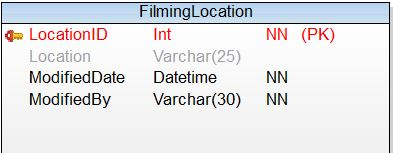 FilmingLocation
LocationID Int NN (PK)
Location Varchar(25)
ModifiedDate Datetime NN
ModifiedBy Varchar(30) NN